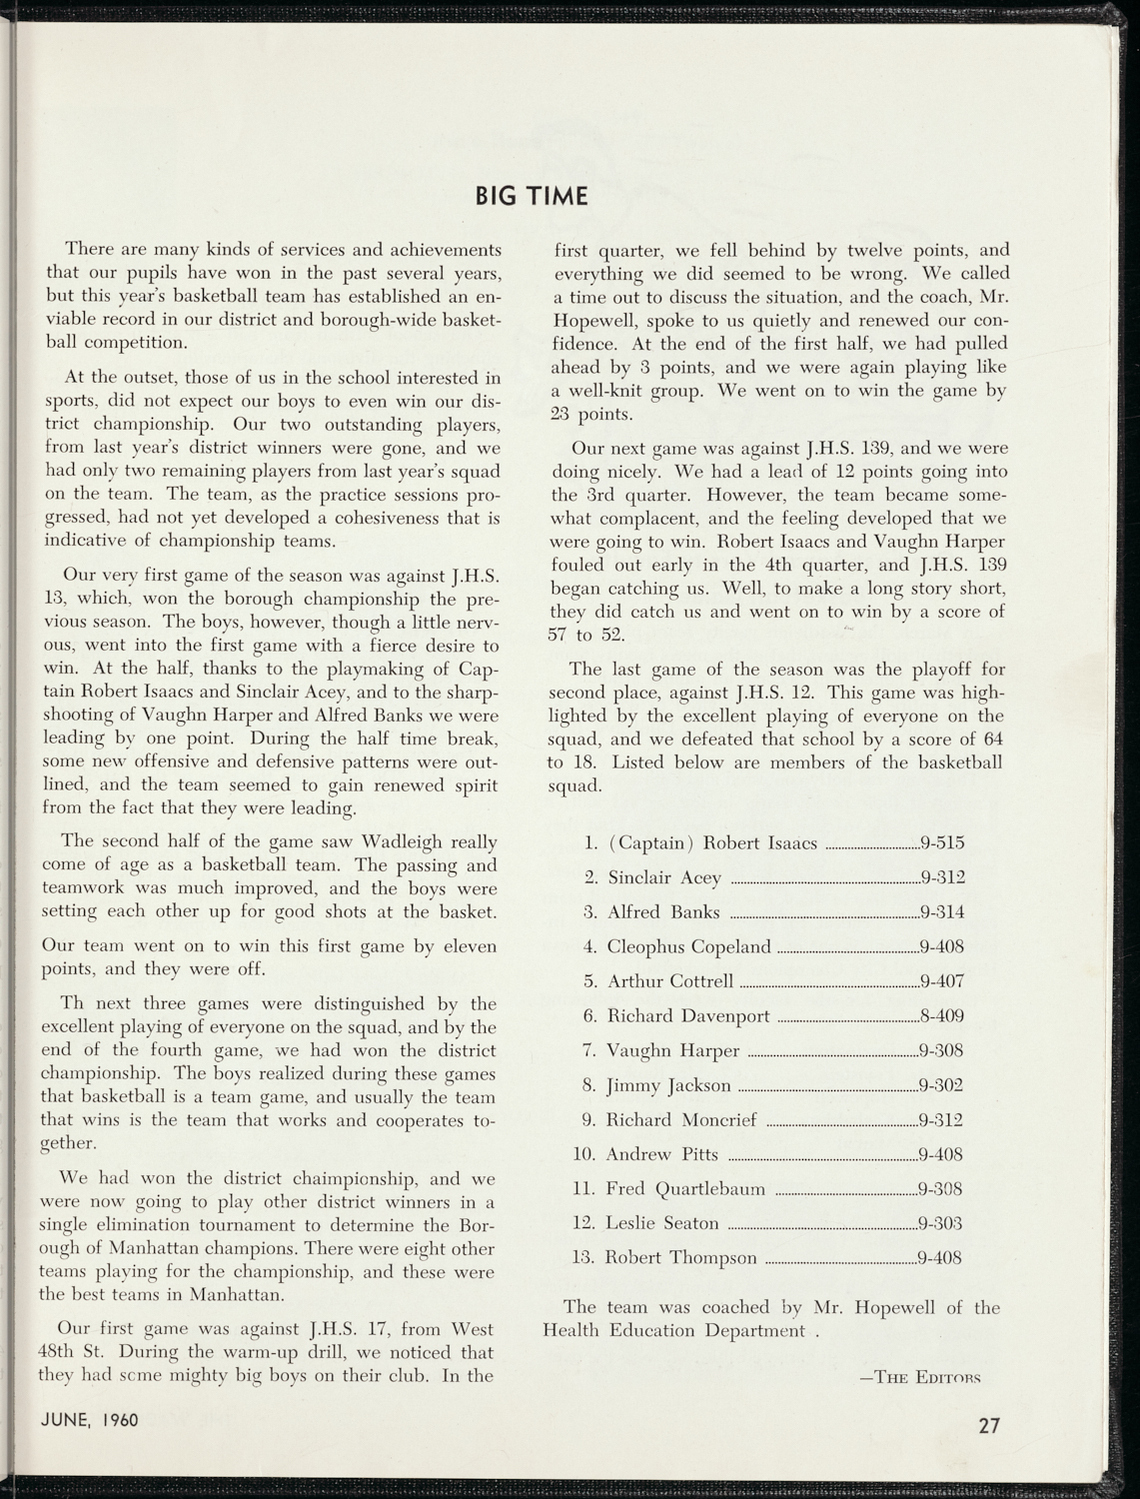 BIG TIME
There are many kinds of services and achievements
that our pupils have won in the past several years,
but this year's basketball team has established an en-
viable record in our district and borough-wide basket-
ball competition.
At the outset, those of us in the school interested in
sports, did not expect our boys to even win our dis-
trict championship. Our two outstanding players,
from last year's district winners were gone, and we
had only two remaining players from last year's squad
on the team. The team, as the practice sessions pro-
gressed, had not yet developed a cohesiveness that is
indicative of championship teams.
Our very first game of the season was against J.H.S.
13, which, won the borough championship the pre-
vious season. The boys, however, though a little nerv-
ous, went into the first game with a fierce desire to
win. At the half, thanks to the playmaking of Cap-
tain Robert Isaacs and Sinclair Acey, and to the sharp-
shooting of Vaughn Harper and Alfred Banks we were
leading by one point. During the half time break,
some new offensive and defensive patterns were out-
lined, and the team seemed to gain renewed spirit
from the fact that they were leading.
The second half of the game saw Wadleigh really
come of age as a basketball team. The passing and
teamwork was much improved, and the boys were
setting each other up for good shots at the basket.
Our team went on to win this first game by eleven
points, and they were off.
Th next three games were distinguished by the
excellent playing of everyone on the squad, and by the
end of the fourth game, we had won the district
championship. The boys realized during these games
that basketball is a team game, and usually the team
that wins is the team that works and cooperates to-
gether.
We had won the district chaimpionship, and we
were now going to play other district winners in a
single elimination tournament to determine the Bor-
ough of Manhattan champions. There were eight other
teams playing for the championship, and these were
the best teams in Manhattan.
Our first game was against J.H.S. 17, from West
48th St. During the warm-up drill, we noticed that
they had some mighty big boys on their club. In the
first quarter, we fell behind by twelve points, and
everything we did seemed to be wrong. We called
a time out to discuss the situation, and the coach, Mr.
Hopewell, spoke to us quietly and renewed our con-
fidence. At the end of the first half, we had pulled
ahead by 3 points, and we were again playing like
a well-knit group. We went on to win the game by
23 points.
Our next game was against J.H.S. 139, and we were
doing nicely. We had a lead of 12 points going into
the 3rd quarter. However, the team became some-
what complacent, and the feeling developed that we
were going to win. Robert Isaacs and Vaughn Harper
fouled out early in the 4th quarter, and J.H.S. 139
began catching us. Well, to make a long story short,
they did catch us and went on to win by a score of
57 to 52.
The last game of the season was the playoff for
second place, against J.H.S. 12. This game was high-
lighted by the excellent playing of everyone on the
squad, and we defeated that school by a score of 64
to 18. Listed below are members of the basketball
squad.
1. (Captain) Robert Isaacs ........................9-515
2. Sinclair Acey ........................9-312
3. Alfred Banks ........................9-314
4. Cleophus Copeland ........................9-408
5. Arthur Cottrell ........................9-407
6. Richard Davenport ........................8-409
7. Vaughn Harper ........................9-308
8. Jimmy Jackson ........................9-302
9. Richard Moncrief ........................9-312
10. Andrew Pitts ........................9-408
11. Fred Quartlebaum ........................9-308
12. Leslie Seaton ........................9-303
13. Robert Thompson ........................9-408
The team was coached by Mr. Hopewell of the
Health Education Department .
—THE EDITORS
JUNE, 1960
27